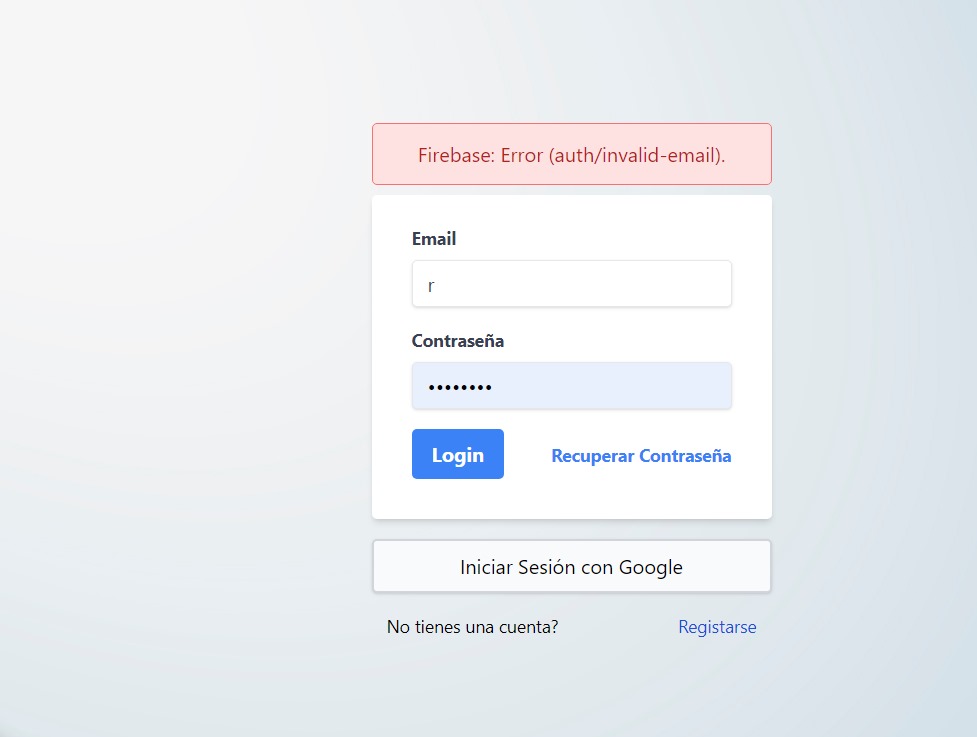 Firebase: Error (auth/invalid-email).
Email
r
Contraseña
••••••••
Login
Recuperar Contraseña
Iniciar Sesión con Google
No tienes una cuenta?
Registarse